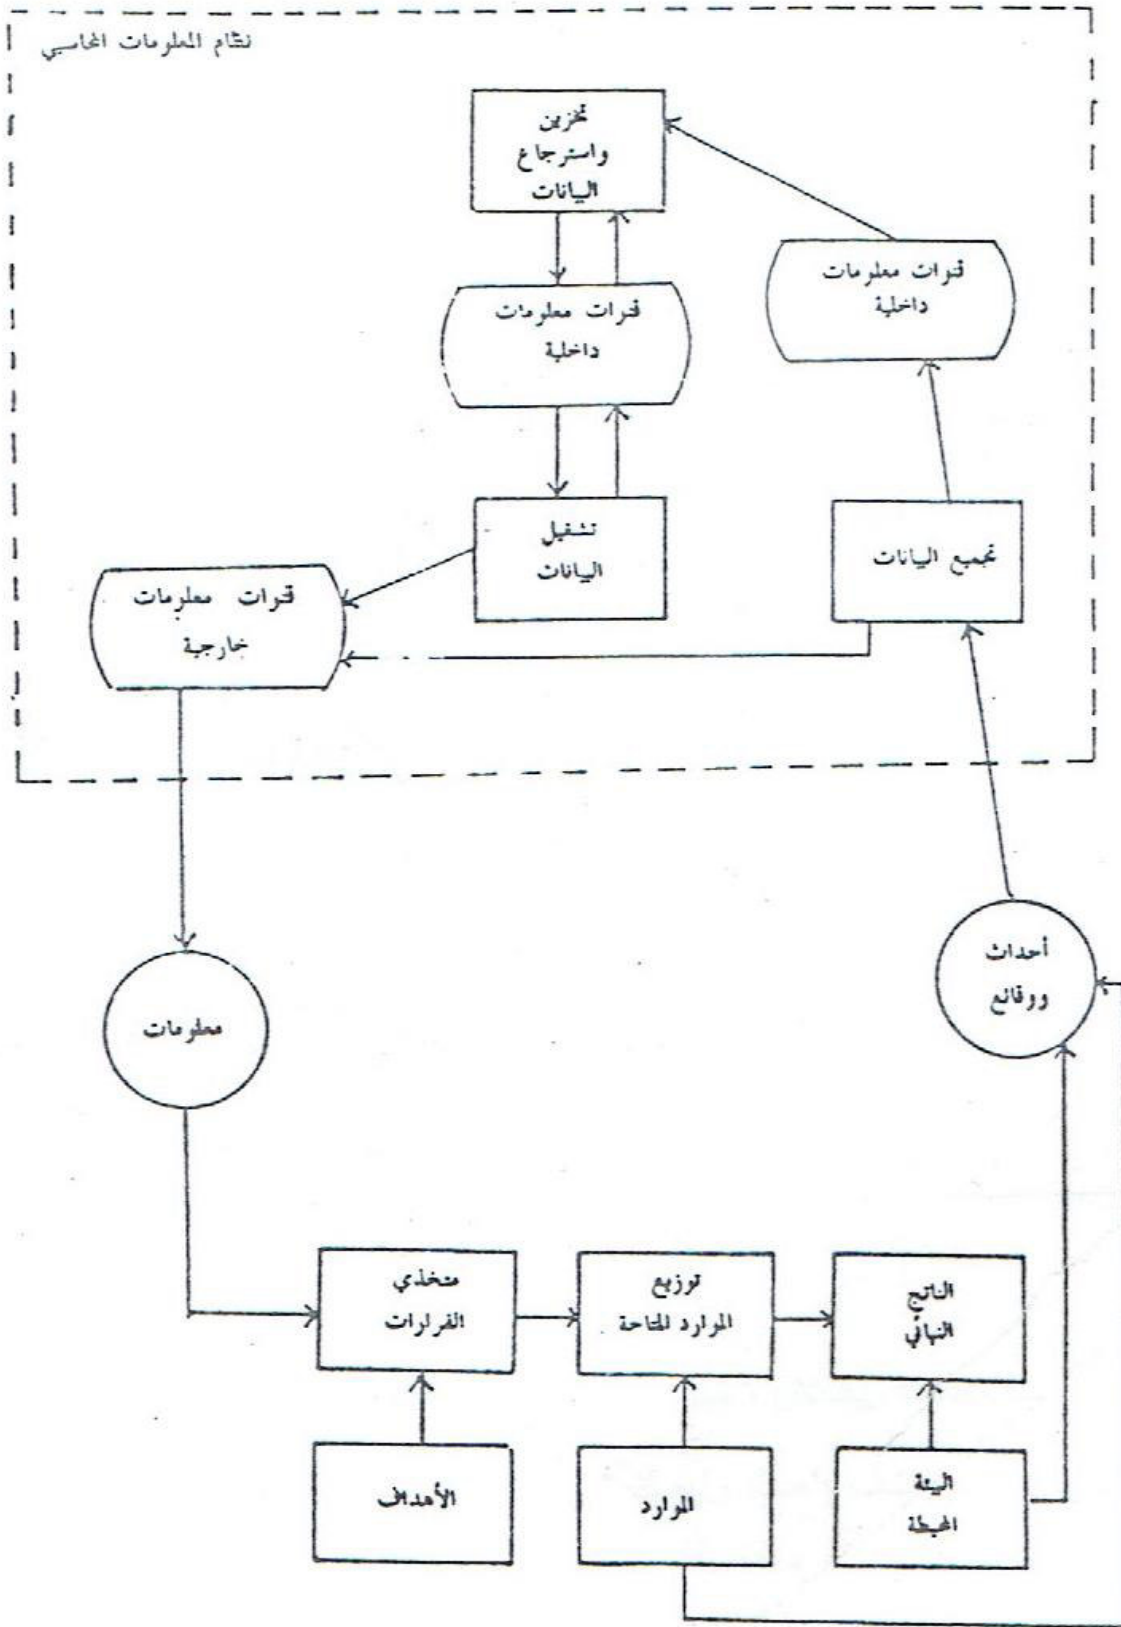 نظام المعلومات المحاسبي
تخزين
واسترجاع
البيانات
قنوات معلومات
داخلية
قنوات معلومات
داخلية
تشغيل
البيانات
تجميع البيانات
قنوات معلومات
خارجية
أحداث
ووقائع
معلومات
متخذي
القرارات
توزيع
الموارد المتاحة
الناتج
النهائي
الأهداف
الموارد
البيئة
المحيطة